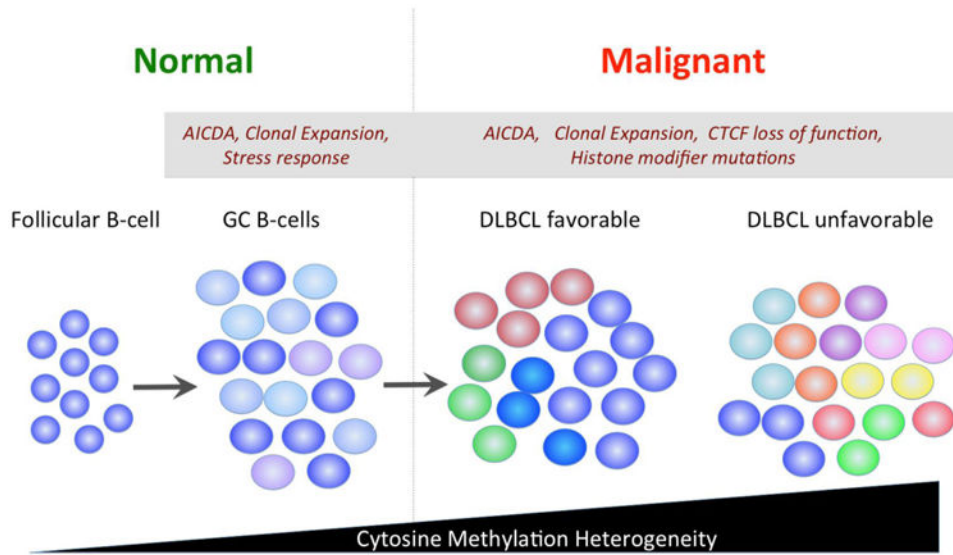 Normal
Malignant
AICDA, Clonal Expansion,
Stress response
AICDA, Clonal Expansion, CTCF loss of function,
Histone modifier mutations
Follicular B-cell
GC B-cells
DLBCL favorable
DLBCL unfavorable
Cytosine Methylation Heterogeneity